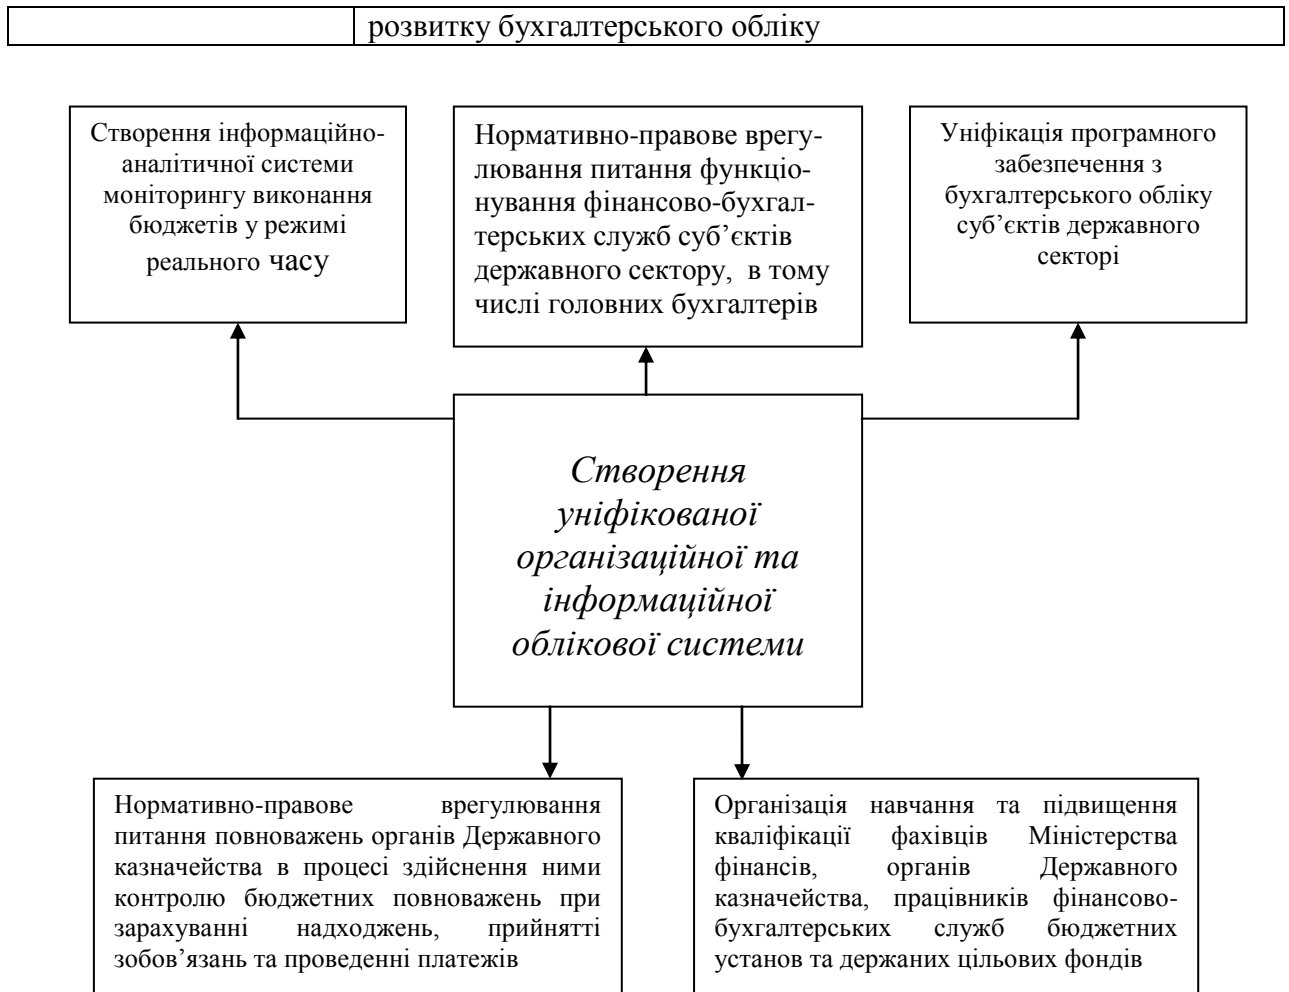 розвитку бухгалтерського обліку
Створення інформаційно-
аналітичної системи
моніторингу виконання
бюджетів у режимі
реального часу
Нормативно-правове врегу-
лювання питання функціо-
нування фінансово-бухгал-
терських служб суб’єктів
державного сектору, в тому
числі головних бухгалтерів
Уніфікація програмного
забезпечення з
бухгалтерського обліку
суб’єктів державного
секторі
Створення
уніфікованої
організаційної та
інформаційної
облікової системи
Нормативно-правове врегулювання
питання повноважень органів Державного
казначейства в процесі здійснення ними
контролю бюджетних повноважень при
зарахуванні надходжень, прийнятті
зобов’язань та проведенні платежів
Організація навчання та підвищення
кваліфікації фахівців Міністерства
фінансів, органів Державного
казначейства, працівників фінансово-
бухгалтерських служб бюджетних
установ та держаних цільових фондів